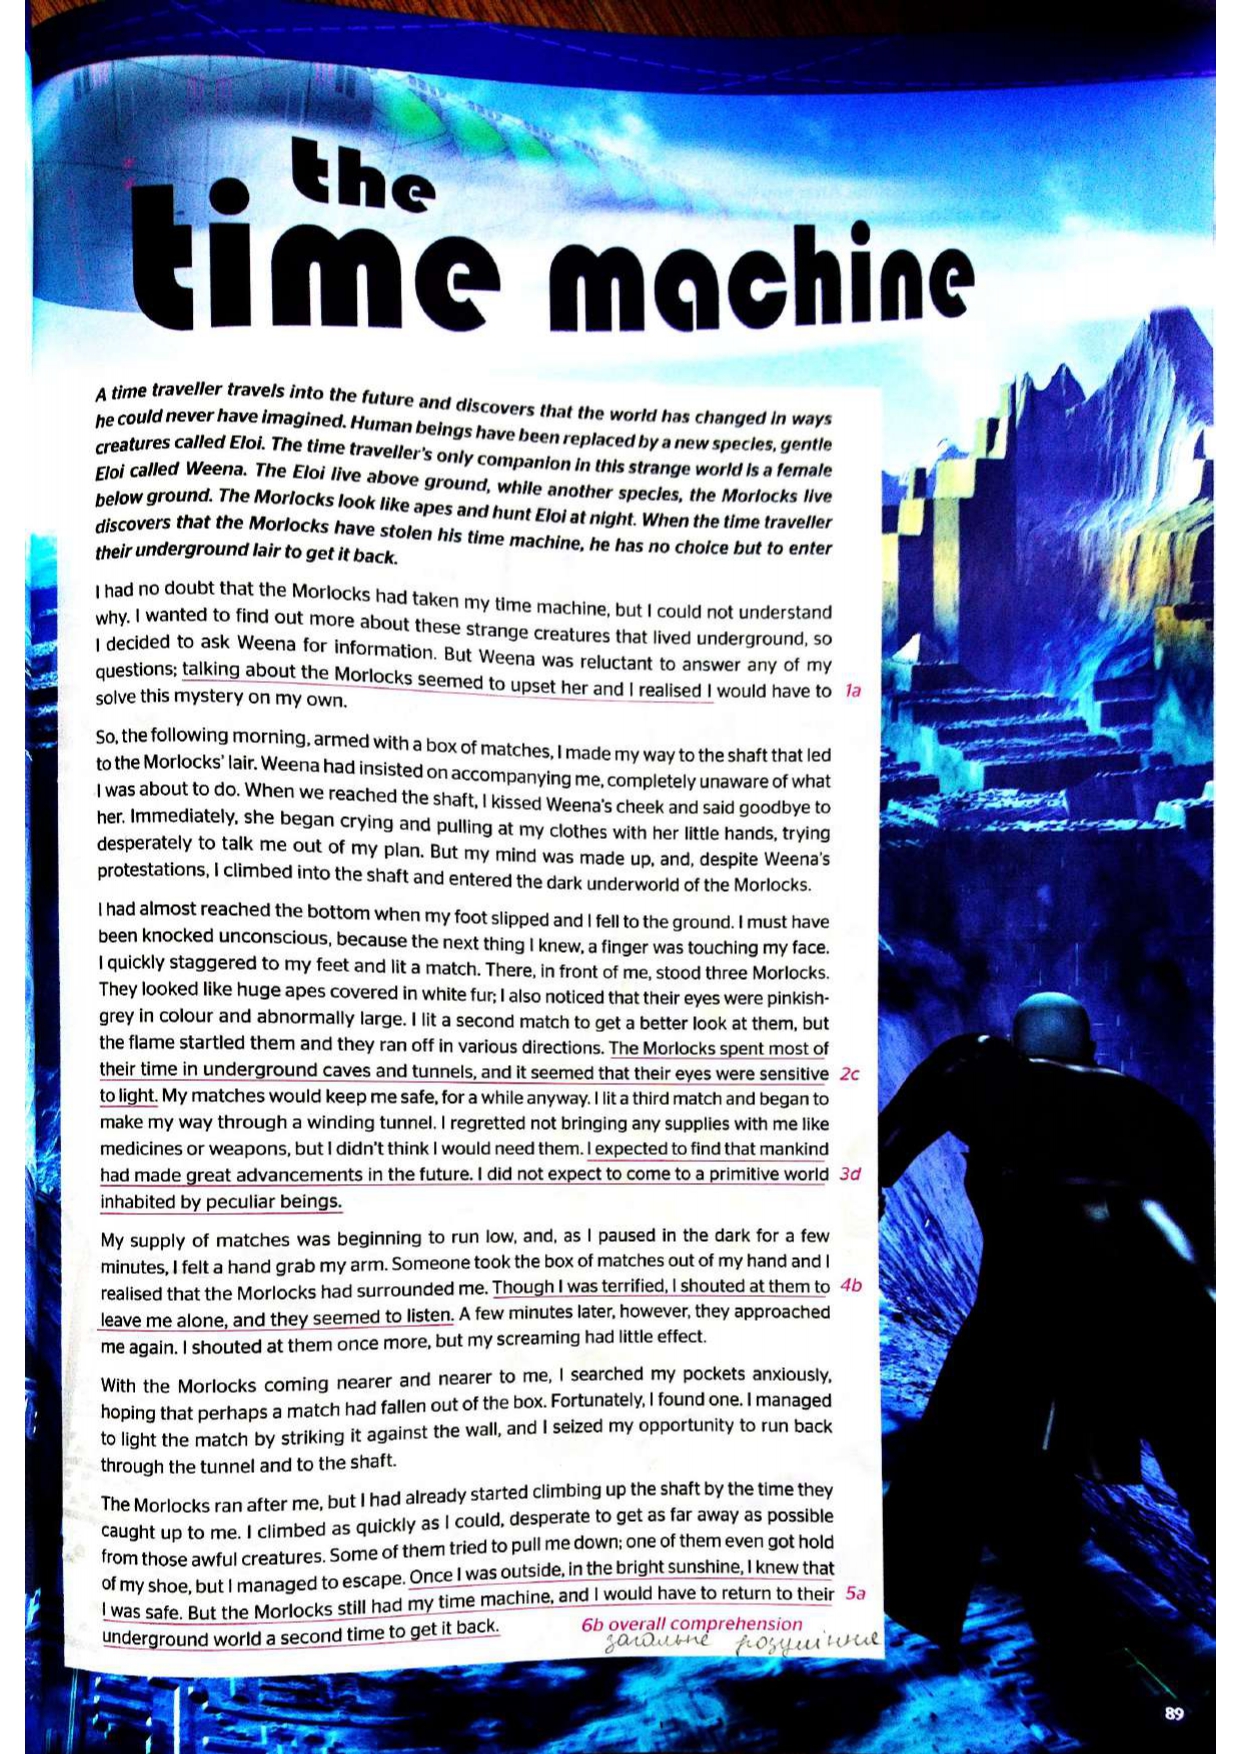 the
time machine
A time traveller travels into the future and discovers that the world has changed in ways
he could never have imagined. Human beings have been replaced by a new species, gentle
creatures called Eloi. The time traveller's only companion in this strange world is a female
Eloi called Weena. The Eloi live above ground, while another species, the Morlocks live
below ground. The Morlocks look like apes and hunt Eloi at night. When the time traveller
discovers that the Morlocks have stolen his time machine, he has no choice but to enter
their underground lair to get it back.
I had no doubt that the Morlocks had taken my time machine, but I could not understand
why. I wanted to find out more about these strange creatures that lived underground, so
I decided to ask Weena for information. But Weena was reluctant to answer any of my
questions; talking about the Morlocks seemed to upset her and I realised I would have to 1a
solve this mystery on my own.
So, the following morning, armed with a box of matches, I made my way to the shaft that led
to the Morlocks' lair. Weena had insisted on accompanying me, completely unaware of what
I was about to do. When we reached the shaft, I kissed Weena's cheek and said goodbye to
her. Immediately, she began crying and pulling at my clothes with her little hands, trying
desperately to talk me out of my plan. But my mind was made up, and, despite Weena's
protestations, I climbed into the shaft and entered the dark underworld of the Morlocks.
I had almost reached the bottom when my foot slipped and I fell to the ground. I must have
been knocked unconscious, because the next thing I knew, a finger was touching my face.
I quickly staggered to my feet and lit a match. There, in front of me, stood three Morlocks.
They looked like huge apes covered in white fur; I also noticed that their eyes were pinkish-
grey in colour and abnormally large. I lit a second match to get a better look at them, but
the flame startled them and they ran off in various directions. The Morlocks spent most of
their time in underground caves and tunnels, and it seemed that their eyes were sensitive 2c
to light. My matches would keep me safe, for a while anyway. I lit a third match and began to
make my way through a winding tunnel. I regretted not bringing any supplies with me like
medicines or weapons, but I didn't think I would need them. I expected to find that mankind
had made great advancements in the future. I did not expect to come to a primitive world 3d
inhabited by peculiar beings.
My supply of matches was beginning to run low, and, as I paused in the dark for a few
minutes, I felt a hand grab my arm. Someone took the box of matches out of my hand and I
realised that the Morlocks had surrounded me. Though I was terrified, I shouted at them to 4b
leave me alone, and they seemed to listen. A few minutes later, however, they approached
me again. I shouted at them once more, but my screaming had little effect.
With the Morlocks coming nearer and nearer to me, I searched my pockets anxiously,
hoping that perhaps a match had fallen out of the box. Fortunately, I found one. I managed
to light the match by striking it against the wall, and I seized my opportunity to run back
through the tunnel and to the shaft.
The Morlocks ran after me, but I had already started climbing up the shaft by the time they
caught up to me. I climbed as quickly as I could, desperate to get as far away as possible
from those awful creatures. Some of them tried to pull me down; one of them even got hold
of my shoe, but I managed to escape. Once I was outside, in the bright sunshine, I knew that
I was safe. But the Morlocks still had my time machine, and I would have to return to their 5a
underground world a second time to get it back. 6b overall comprehension
загальне розуміння
89